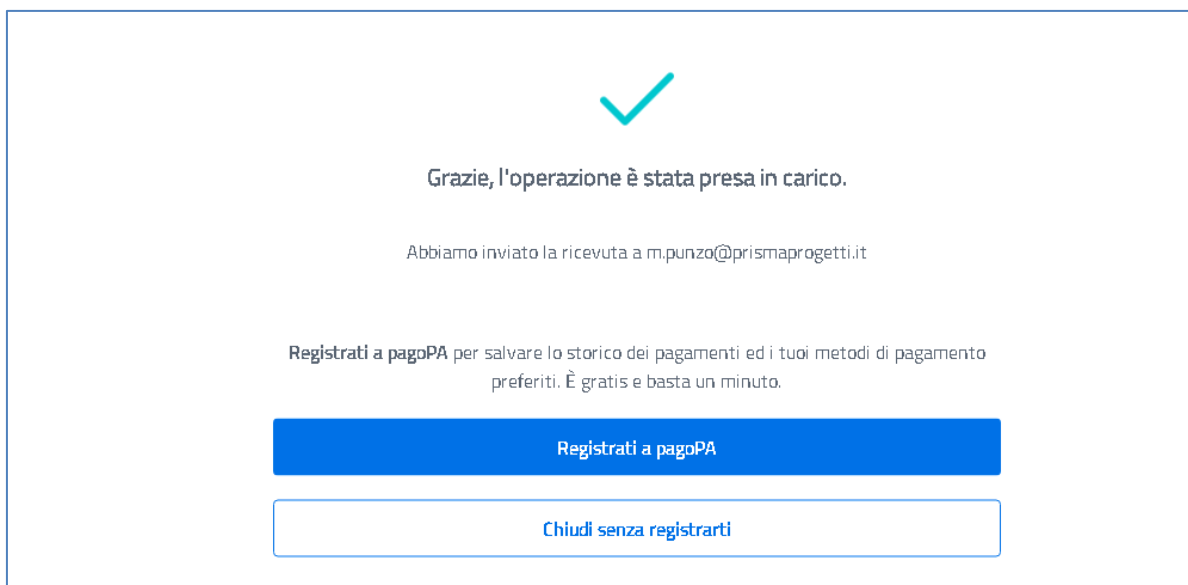 Grazie, l'operazione è stata presa in carico.
Abbiamo inviato la ricevuta a m.punzo@prismaprogetti.it
Registrati a pagoPA per salvare lo storico dei pagamenti ed i tuoi metodi di pagamento
preferiti. È gratis e basta un minuto.
Registrati a pagoPA
Chiudi senza registrarti